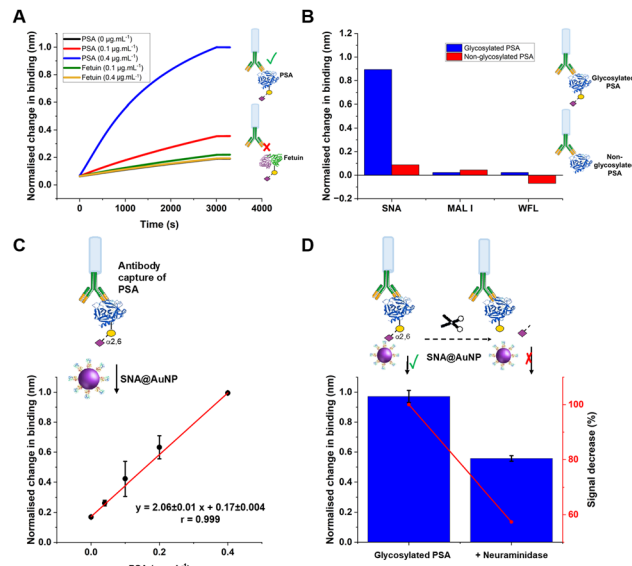 A
Normalised change in binding (nm)
1.0
0.8
0.6
0.4
0.2
0.0
PSA (0 µg.mL⁻¹)
PSA (0.1 µg.mL⁻¹)
PSA (0.4 µg.mL⁻¹)
Fetuin (0.1 µg.mL⁻¹)
Fetuin (0.4 µg.mL⁻¹)
PSA
Fetuin
0 1000 2000 3000 4000
Time (s)
B
Normalised change in binding (nm)
1.2
1.0
0.8
0.6
0.4
0.2
0.0
−0.2
Glycosylated PSA
Non-glycosylated PSA
Glycosylated
PSA
Non-
glycosylated
PSA
SNA MAL I WFL
C
Antibody
capture of
PSA
α2,6
SNA@AuNP
Normalised change in binding (nm)
1.0
0.8
0.6
0.4
0.2
0.0
y = 2.06±0.01 x + 0.17±0.004
r = 0.999
0.0 0.2 0.4
D
α2,6
SNA@AuNP
Normalised change in binding (nm)
1.0
0.8
0.6
0.4
0.2
0.0
100
80
60
Signal decrease (%)
Glycosylated PSA + Neuraminidase